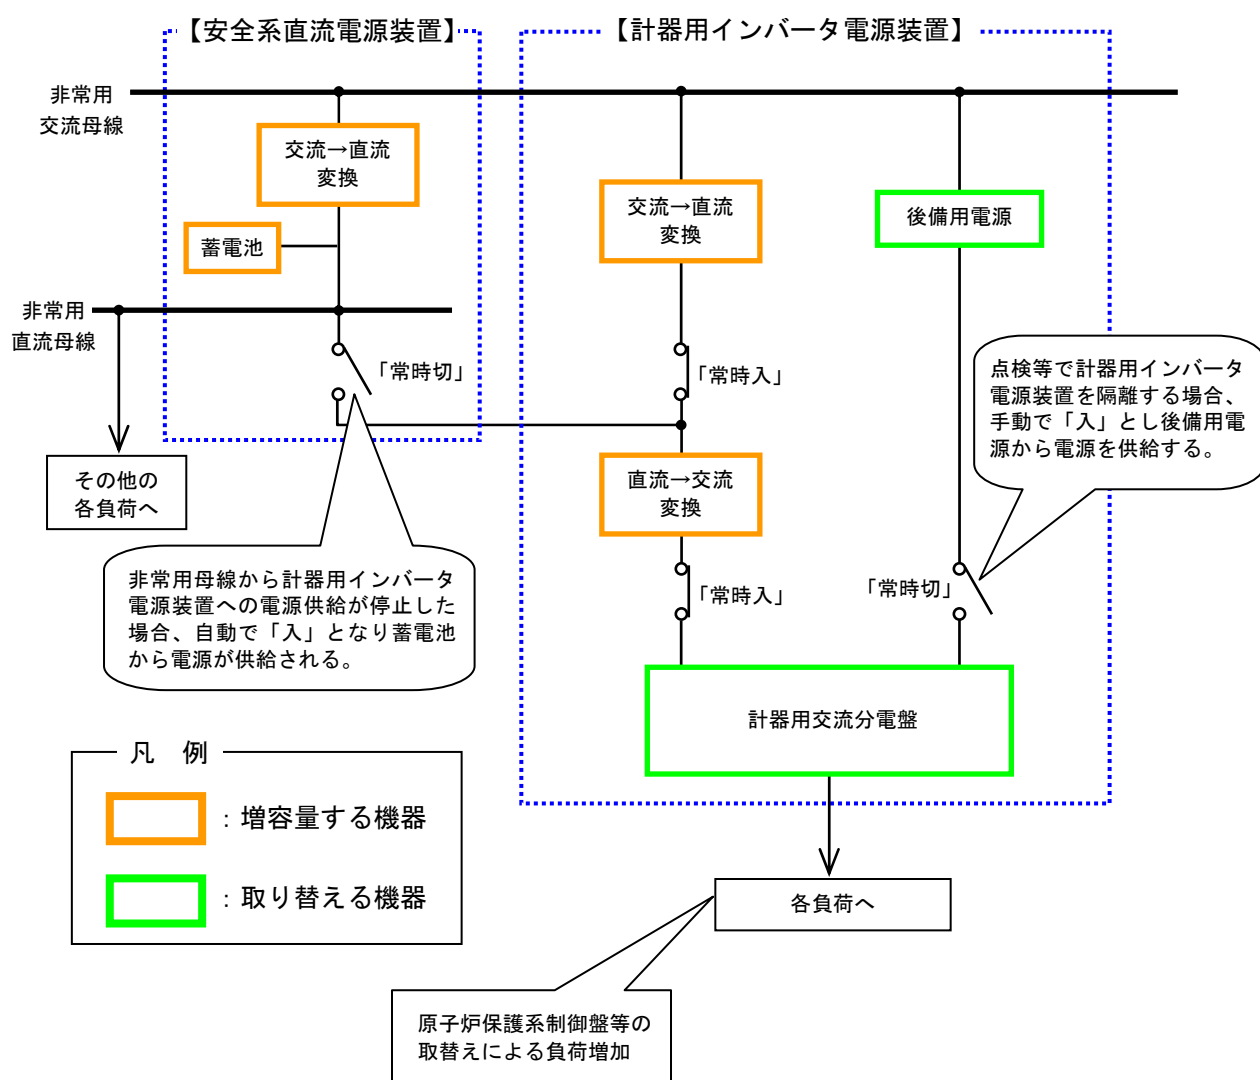 【安全系直流電源装置】
【計器用インバータ電源装置】
非常用
交流母線
交流→直流
変換
蓄電池
交流→直流
変換
後備用電源
非常用
直流母線
「常時切」
「常時入」
点検等で計器用インバータ
電源装置を隔離する場合、
手動で「入」とし後備用電
源から電源を供給する。
その他の
各負荷へ
直流→交流
変換
非常用母線から計器用インバータ
電源装置への電源供給が停止した
場合、自動で「入」となり蓄電池
から電源が供給される。
「常時入」
「常時切」
計器用交流分電盤
凡 例
：増容量する機器
：取り替える機器
各負荷へ
原子炉保護系制御盤等の
取替えによる負荷増加